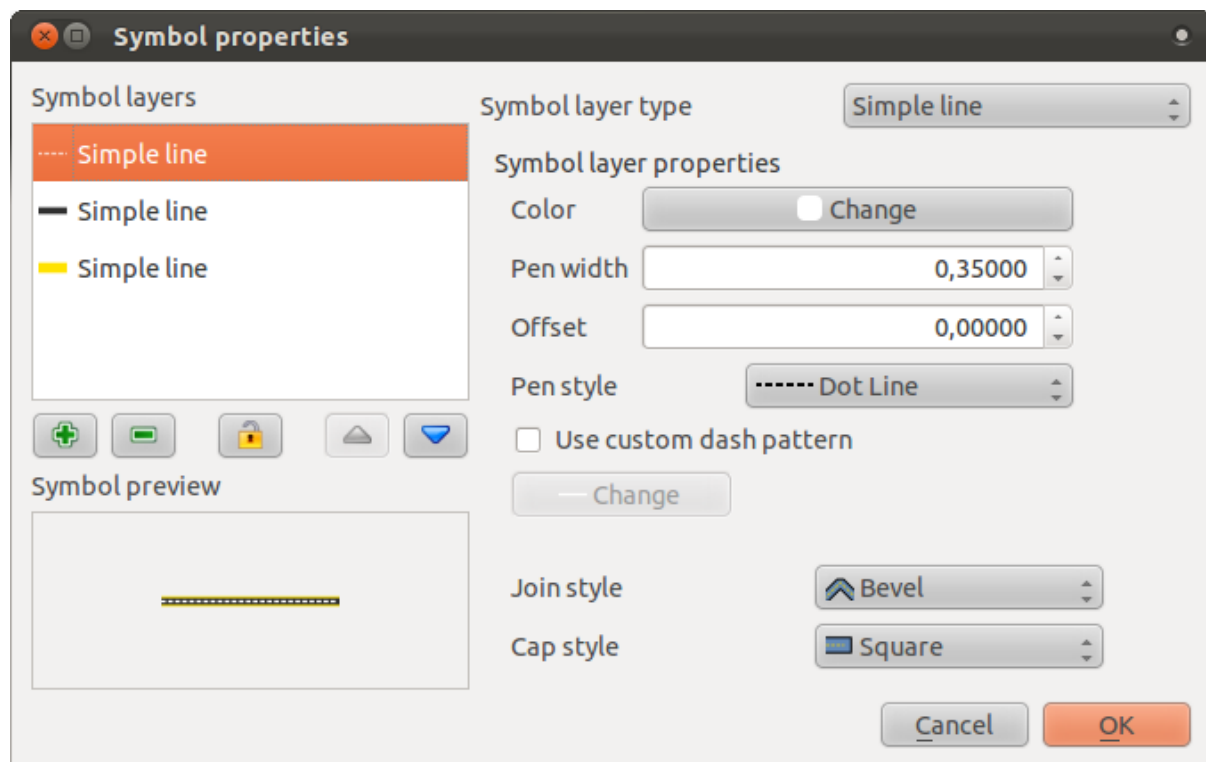 Symbol properties
Symbol layers
Simple line
Simple line
Simple line
Symbol preview
Symbol layer type
Simple line
Symbol layer properties
Color
Change
Pen width
0,35000
Offset
0,00000
Pen style
Dot Line
Use custom dash pattern
Change
Join style
Bevel
Cap style
Square
Cancel
OK